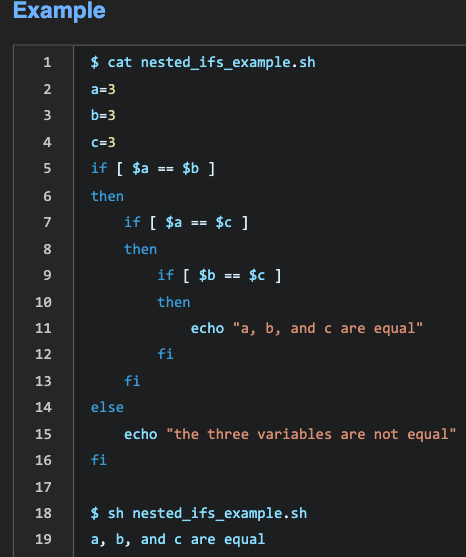 Example
1 $ cat nested_ifs_example.sh
2 a=3
3 b=3
4 c=3
5 if [ $a == $b ]
6 then
7     if [ $a == $c ]
8     then
9         if [ $b == $c ]
10         then
11             echo "a, b, and c are equal"
12         fi
13     fi
14 else
15     echo "the three variables are not equal"
16 fi
17
18 $ sh nested_ifs_example.sh
19 a, b, and c are equal